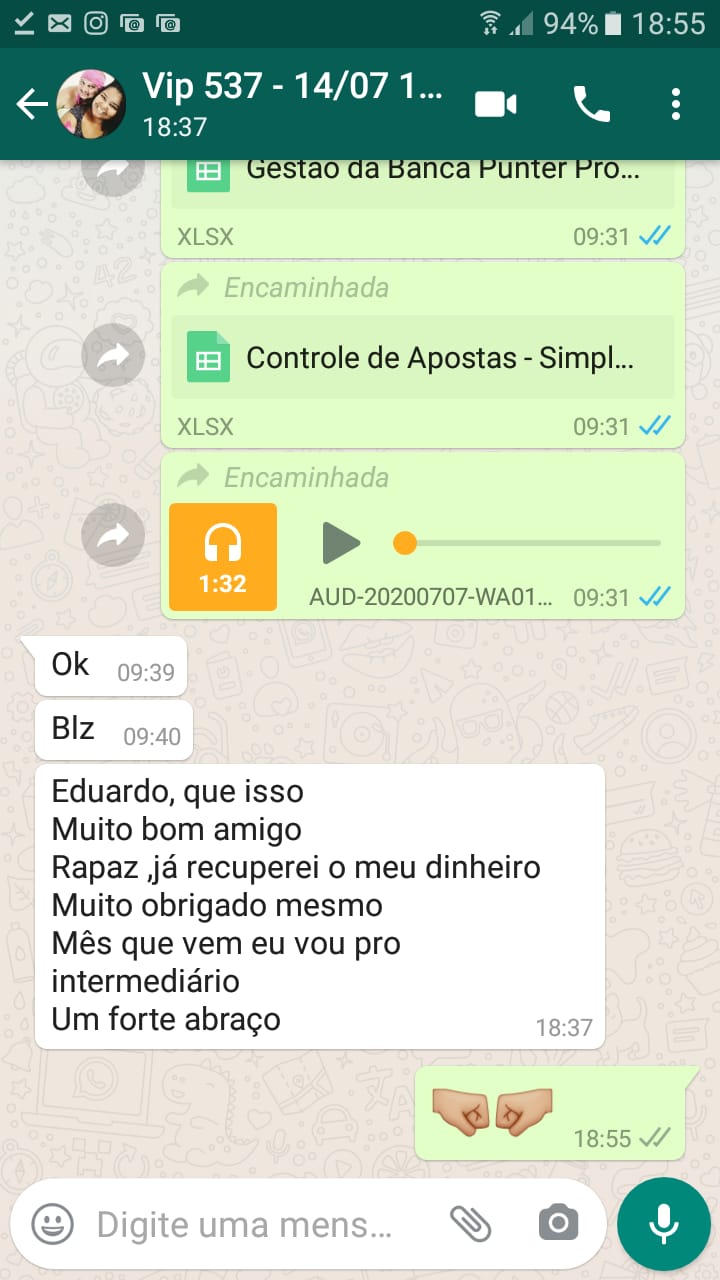 94% 18:55
Vip 537 - 14/07 1...
18:37
Gestão da Banca Punter Pro...
XLSX 09:31
Encaminhada
Controle de Apostas - Simpl...
XLSX 09:31
Encaminhada
1:32
AUD-20200707-WA01... 09:31
Ok 09:39
Blz 09:40
Eduardo, que isso
Muito bom amigo
Rapaz ,já recuperei o meu dinheiro
Muito obrigado mesmo
Mês que vem eu vou pro
intermediário
Um forte abraço
18:37
18:55
Digite uma mens...